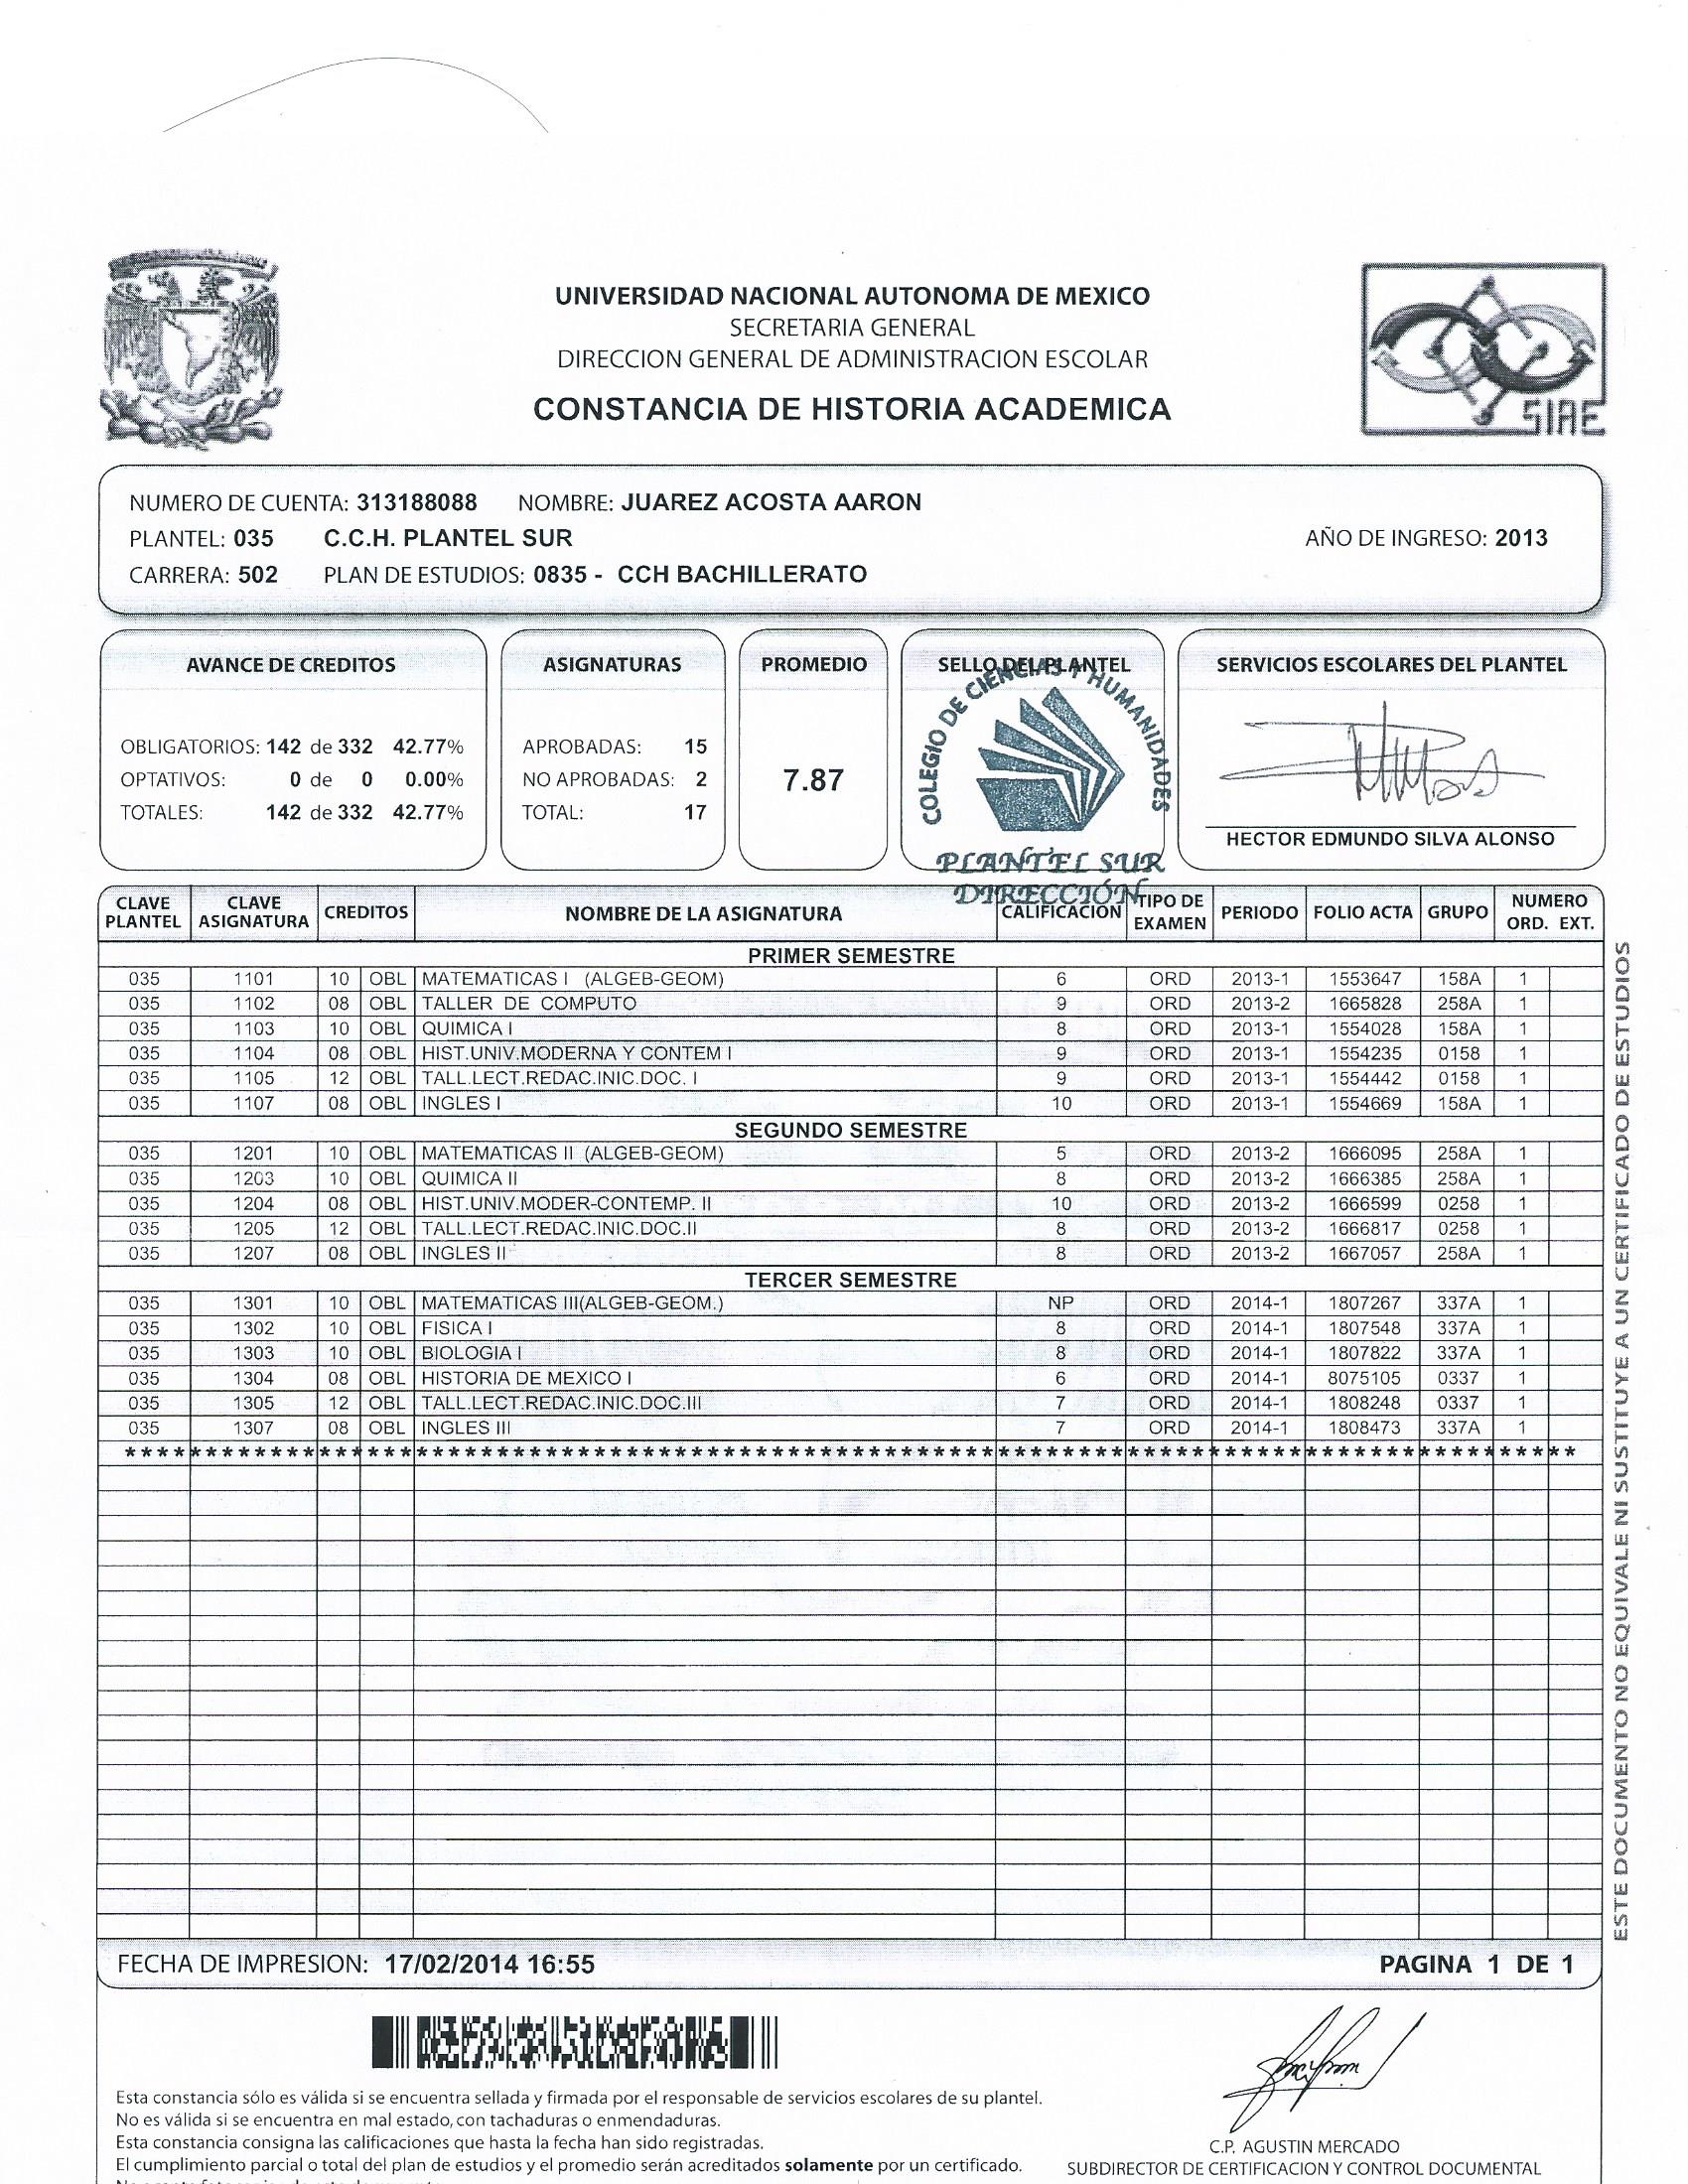 UNIVERSIDAD NACIONAL AUTONOMA DE MEXICO
SECRETARIA GENERAL
DIRECCION GENERAL DE ADMINISTRACION ESCOLAR
CONSTANCIA DE HISTORIA ACADEMICA
SIAE
NUMERO DE CUENTA: 313188088 NOMBRE: JUAREZ ACOSTA AARON
PLANTEL: 035 C.C.H. PLANTEL SUR AÑO DE INGRESO: 2013
CARRERA: 502 PLAN DE ESTUDIOS: 0835 - CCH BACHILLERATO
AVANCE DE CREDITOS
OBLIGATORIOS: 142 de 332 42.77%
OPTATIVOS: 0 de 0 0.00%
TOTALES: 142 de 332 42.77%
ASIGNATURAS
APROBADAS: 15
NO APROBADAS: 2
TOTAL: 17
PROMEDIO
7.87
SELLO DEL PLANTEL
COLEGIO DE CIENCIAS Y HUMANIDADES
PLANTEL SUR
DIRECCIÓN
SERVICIOS ESCOLARES DEL PLANTEL
HECTOR EDMUNDO SILVA ALONSO
CLAVE PLANTEL CLAVE ASIGNATURA CREDITOS NOMBRE DE LA ASIGNATURA CALIFICACION TIPO DE EXAMEN PERIODO FOLIO ACTA GRUPO NUMERO ORD. EXT.
PRIMER SEMESTRE
035 1101 10 OBL MATEMATICAS I (ALGEB-GEOM) 6 ORD 2013-1 1553647 158A 1
035 1102 08 OBL TALLER DE COMPUTO 9 ORD 2013-2 1665828 258A 1
035 1103 10 OBL QUIMICA I 8 ORD 2013-1 1554028 158A 1
035 1104 08 OBL HIST.UNIV.MODERNA Y CONTEM I 9 ORD 2013-1 1554235 0158 1
035 1105 12 OBL TALL.LECT.REDAC.INIC.DOC. I 9 ORD 2013-1 1554442 0158 1
035 1107 08 OBL INGLES I 10 ORD 2013-1 1554669 158A 1
SEGUNDO SEMESTRE
035 1201 10 OBL MATEMATICAS II (ALGEB-GEOM) 5 ORD 2013-2 1666095 258A 1
035 1203 10 OBL QUIMICA II 8 ORD 2013-2 1666385 258A 1
035 1204 08 OBL HIST.UNIV.MODER-CONTEMP. II 10 ORD 2013-2 1666599 0258 1
035 1205 12 OBL TALL.LECT.REDAC.INIC.DOC.II 8 ORD 2013-2 1666817 0258 1
035 1207 08 OBL INGLES II 8 ORD 2013-2 1667057 258A 1
TERCER SEMESTRE
035 1301 10 OBL MATEMATICAS III(ALGEB-GEOM.) NP ORD 2014-1 1807267 337A 1
035 1302 10 OBL FISICA I 8 ORD 2014-1 1807548 337A 1
035 1303 10 OBL BIOLOGIA I 8 ORD 2014-1 1807822 337A 1
035 1304 08 OBL HISTORIA DE MEXICO I 6 ORD 2014-1 8075105 0337 1
035 1305 12 OBL TALL.LECT.REDAC.INIC.DOC.III 7 ORD 2014-1 1808248 0337 1
035 1307 08 OBL INGLES III 7 ORD 2014-1 1808473 337A 1
ESTE DOCUMENTO NO EQUIVALE NI SUSTITUYE A UN CERTIFICADO DE ESTUDIOS
FECHA DE IMPRESION: 17/02/2014 16:55 PAGINA 1 DE 1
Esta constancia sólo es válida si se encuentra sellada y firmada por el responsable de servicios escolares de su plantel.
No es válida si se encuentra en mal estado, con tachaduras o enmendaduras.
Esta constancia consigna las calificaciones que hasta la fecha han sido registradas.
El cumplimiento parcial o total del plan de estudios y el promedio serán acreditados solamente por un certificado.
C.P. AGUSTIN MERCADO
SUBDIRECTOR DE CERTIFICACION Y CONTROL DOCUMENTAL